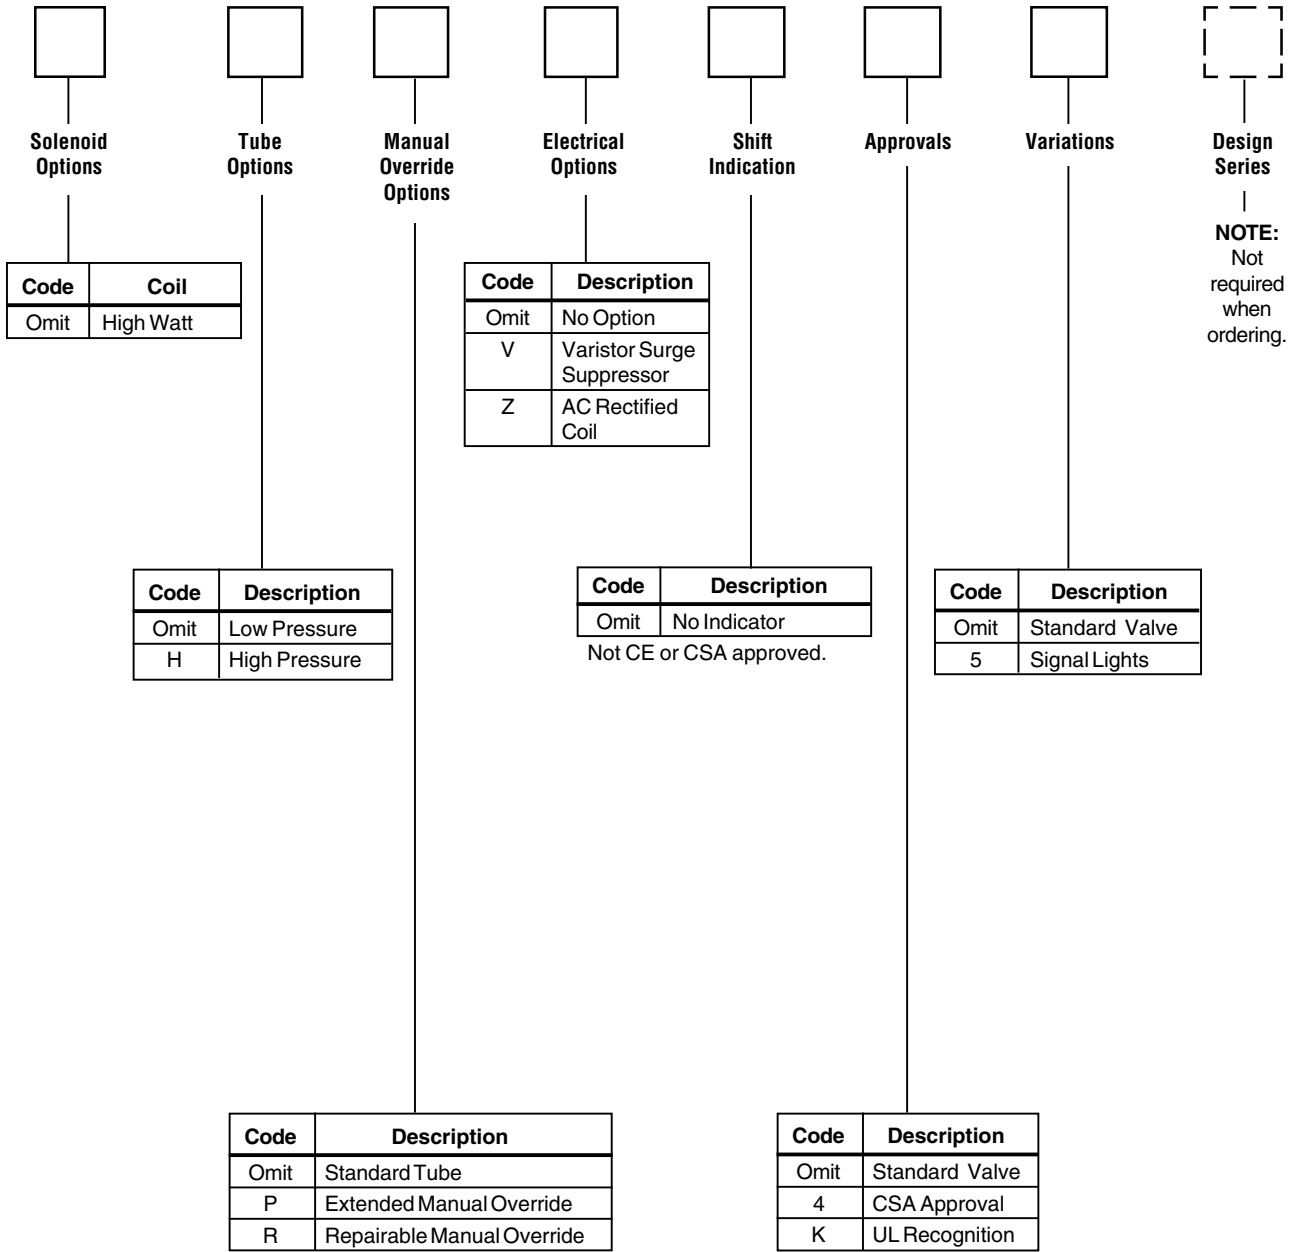 Solenoid
Options
Tube
Options
Manual
Override
Options
Electrical
Options
Shift
Indication
Approvals
Variations
Design
Series
NOTE:
Not
required
when
ordering.
Code Coil
Omit High Watt
Code Description
Omit No Option
V Varistor Surge
Suppressor
Z AC Rectified
Coil
Code Description
Omit Low Pressure
H High Pressure
Code Description
Omit No Indicator
Not CE or CSA approved.
Code Description
Omit Standard Valve
5 Signal Lights
Code Description
Omit Standard Tube
P Extended Manual Override
R Repairable Manual Override
Code Description
Omit Standard Valve
4 CSA Approval
K UL Recognition